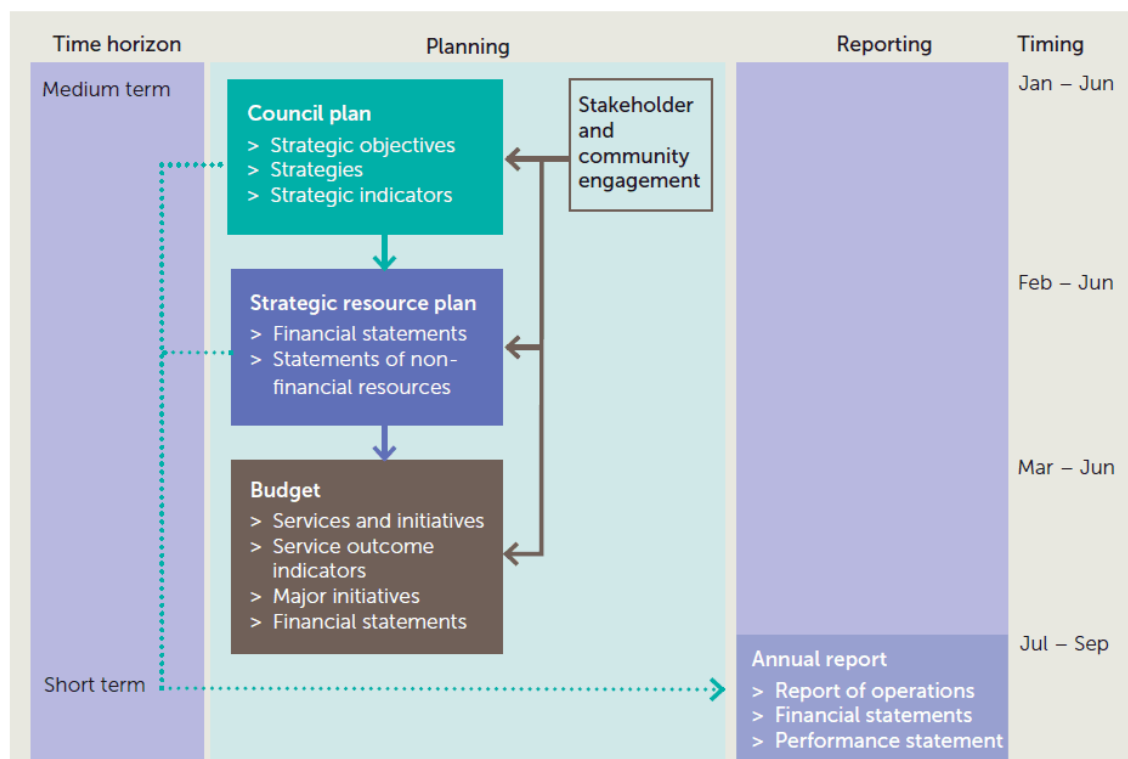 Time horizon
Planning
Reporting
Timing
Medium term
Council plan
> Strategic objectives
> Strategies
> Strategic indicators
Stakeholder
and
community
engagement
Jan – Jun
Strategic resource plan
> Financial statements
> Statements of non-
financial resources
Feb – Jun
Budget
> Services and initiatives
> Service outcome
indicators
> Major initiatives
> Financial statements
Mar – Jun
Short term
Annual report
> Report of operations
> Financial statements
> Performance statement
Jul – Sep